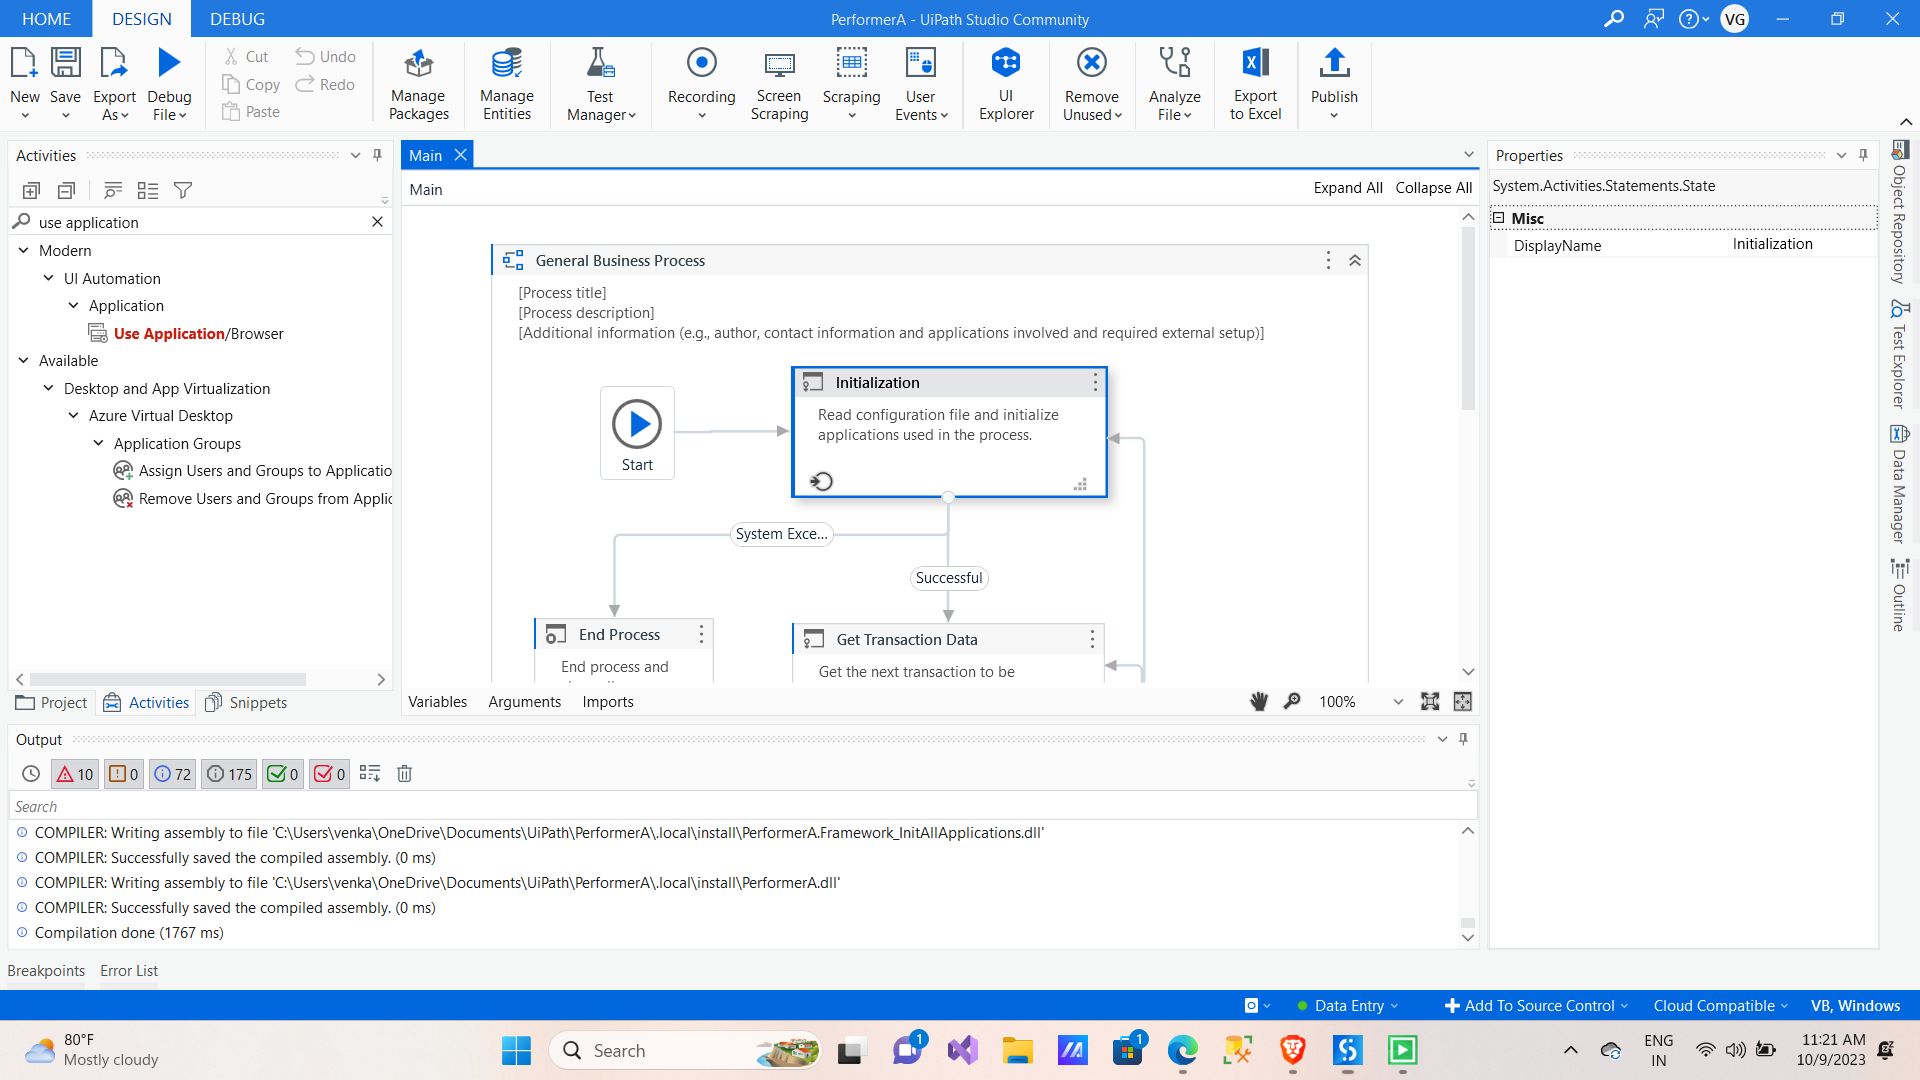 HOME DESIGN DEBUG PerformerA - UiPath Studio Community VG
New Save Export As Debug File Cut Copy Paste Undo Redo Manage Packages Manage Entities Test Manager Recording Screen Scraping Scraping User Events UI Explorer Remove Unused Analyze File Export to Excel Publish
Activities
use application
Modern
UI Automation
Application
Use Application/Browser
Available
Desktop and App Virtualization
Azure Virtual Desktop
Application Groups
Assign Users and Groups to Applicatio
Remove Users and Groups from Applic
Project Activities Snippets
Main
Main Expand All Collapse All
General Business Process
[Process title]
[Process description]
[Additional information (e.g., author, contact information and applications involved and required external setup)]
Start
Initialization
Read configuration file and initialize
applications used in the process.
System Exce...
Successful
End Process
End process and
Get Transaction Data
Get the next transaction to be
Variables Arguments Imports 100%
Properties
System.Activities.Statements.State
Misc
DisplayName Initialization
Object Repository
Test Explorer
Data Manager
Outline
Output
10 0 72 175 0 0
Search
COMPILER: Writing assembly to file 'C:\Users\venka\OneDrive\Documents\UiPath\PerformerA\.local\install\PerformerA.Framework_InitAllApplications.dll'
COMPILER: Successfully saved the compiled assembly. (0 ms)
COMPILER: Writing assembly to file 'C:\Users\venka\OneDrive\Documents\UiPath\PerformerA\.local\install\PerformerA.dll'
COMPILER: Successfully saved the compiled assembly. (0 ms)
Compilation done (1767 ms)
Breakpoints Error List
Data Entry Add To Source Control Cloud Compatible VB, Windows
80°F
Mostly cloudy
Search
1
1
ENG
IN
11:21 AM
10/9/2023